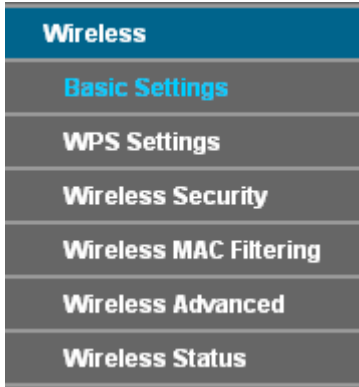 Wireless
Basic Settings
WPS Settings
Wireless Security
Wireless MAC Filtering
Wireless Advanced
Wireless Status